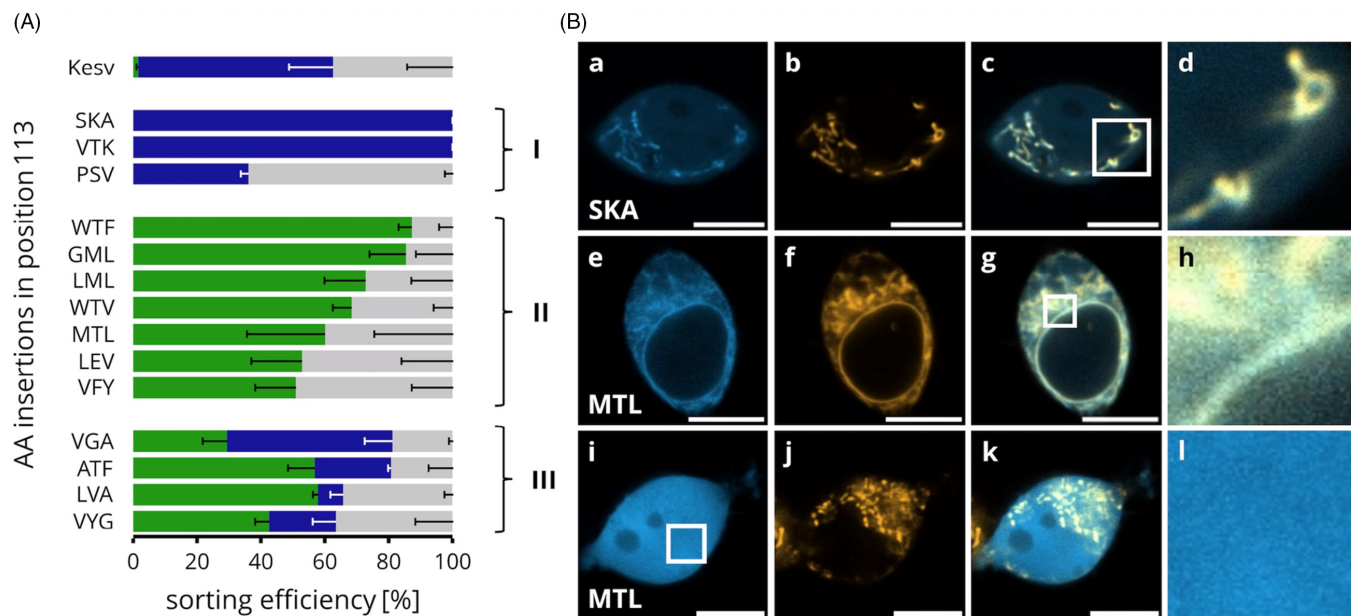 (A)
AA insertions in position 113
Kesv
SKA
VTK
PSV
I
WTF
GML
LML
WTV
MTL
LEV
VFY
II
VGA
ATF
LVA
VYG
III
0 20 40 60 80 100
sorting efficiency [%]
(B)
a b c d
SKA
e f g h
MTL
i j k l
MTL